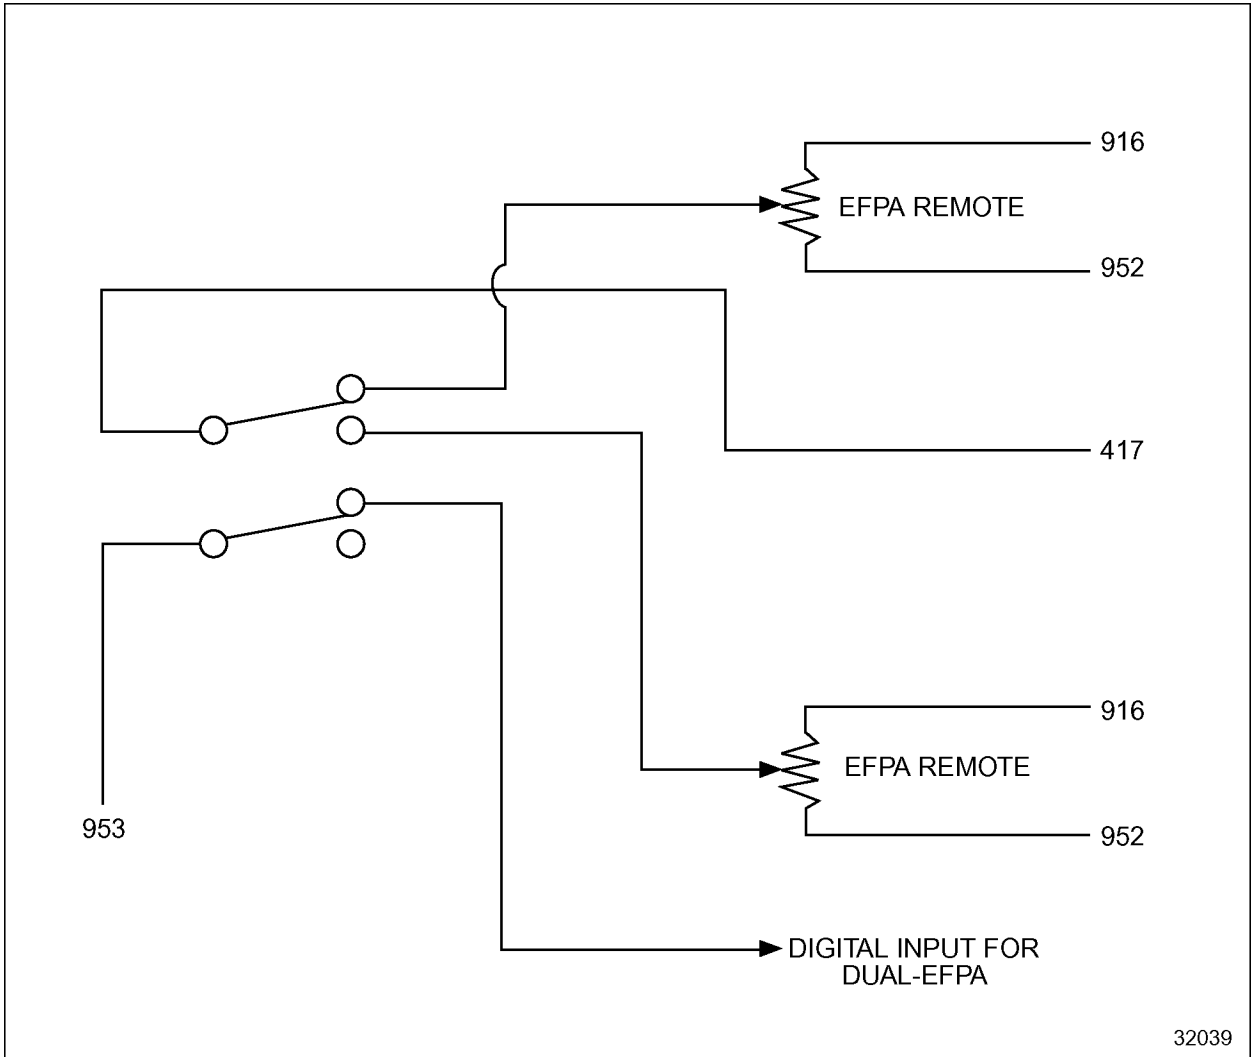 916
EFPA REMOTE
952
417
916
EFPA REMOTE
952
953
DIGITAL INPUT FOR
DUAL-EFPA
32039